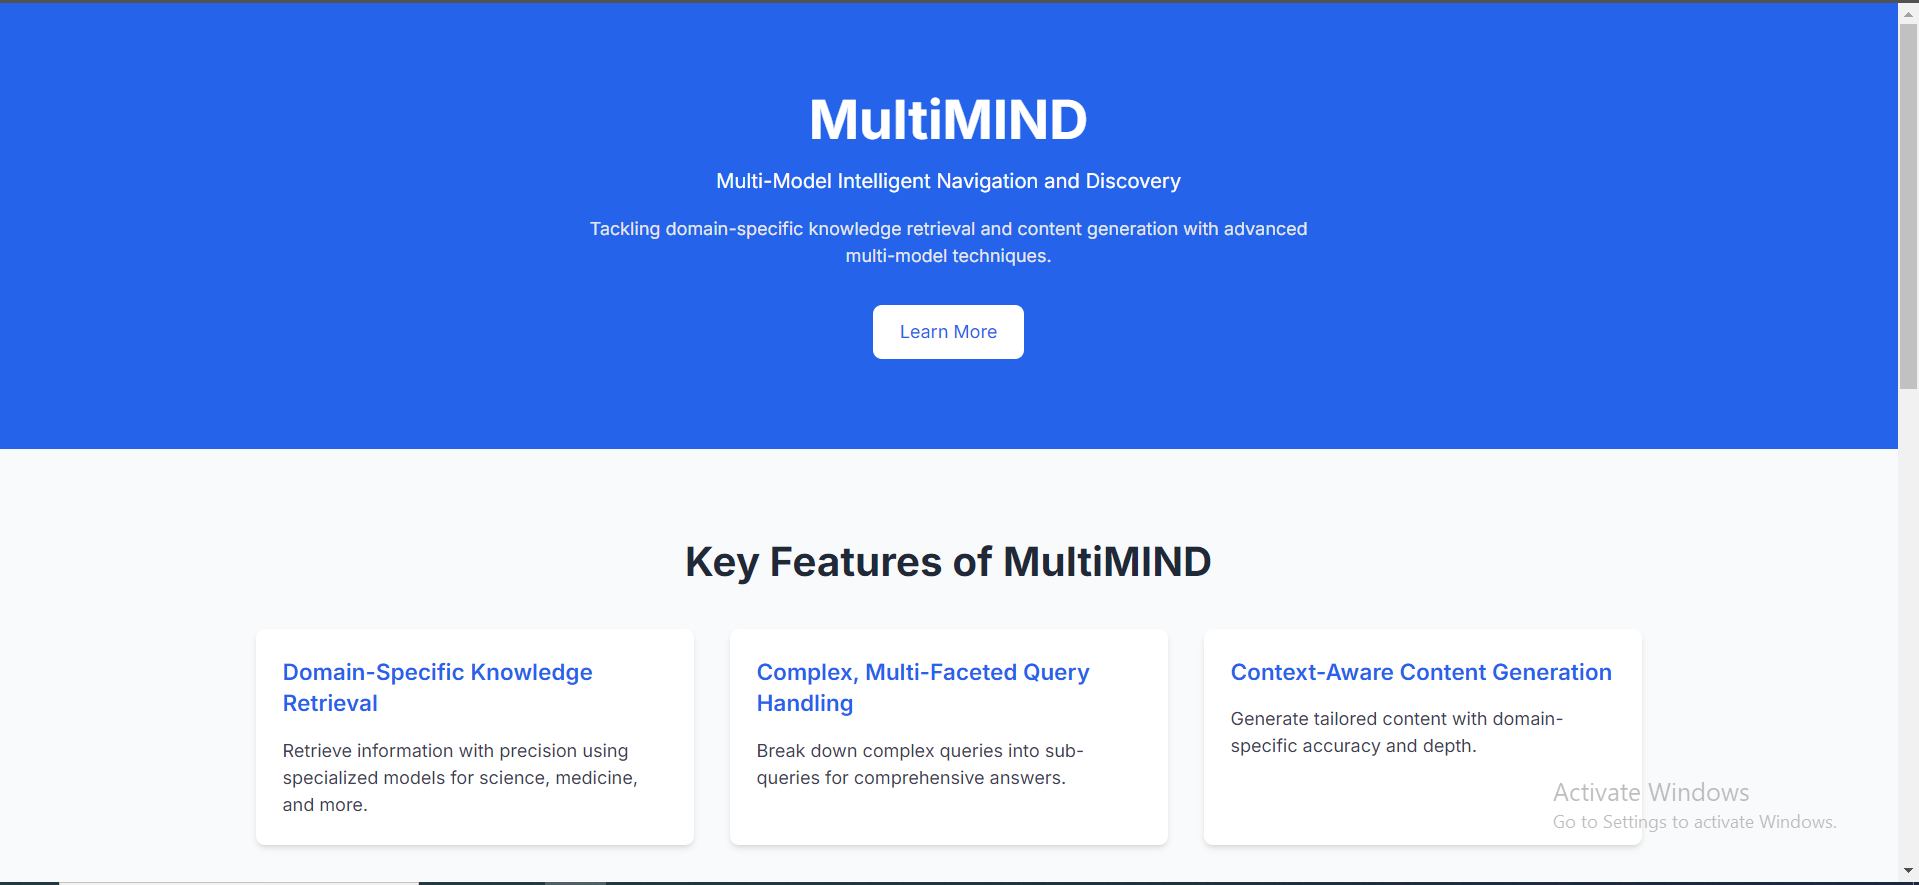 MultiMIND
Multi-Model Intelligent Navigation and Discovery
Tackling domain-specific knowledge retrieval and content generation with advanced
multi-model techniques.
Learn More
Key Features of MultiMIND
Domain-Specific Knowledge
Retrieval
Retrieve information with precision using
specialized models for science, medicine,
and more.
Complex, Multi-Faceted Query
Handling
Break down complex queries into sub-
queries for comprehensive answers.
Context-Aware Content Generation
Generate tailored content with domain-
specific accuracy and depth.
Activate Windows
Go to Settings to activate Windows.